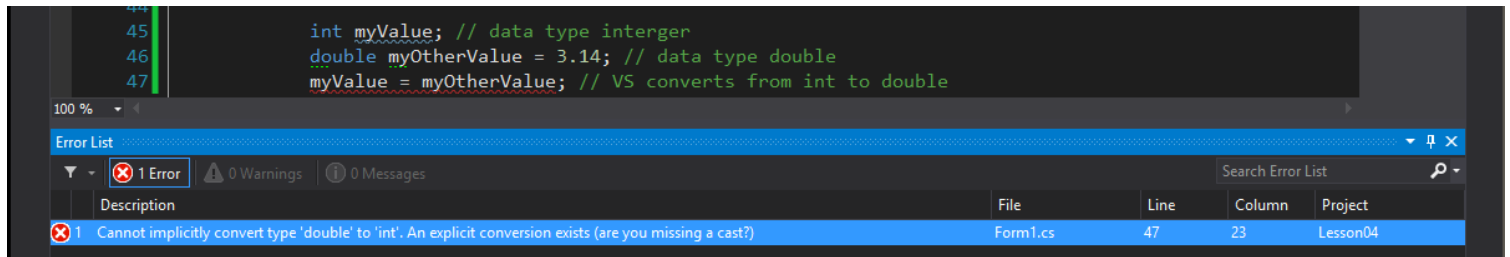 44
45 int myValue; // data type interger
46 double myOtherValue = 3.14; // data type double
47 myValue = myOtherValue; // VS converts from int to double
100 %
Error List
1 Error 0 Warnings 0 Messages Search Error List
Description File Line Column Project
1 Cannot implicitly convert type 'double' to 'int'. An explicit conversion exists (are you missing a cast?) Form1.cs 47 23 Lesson04